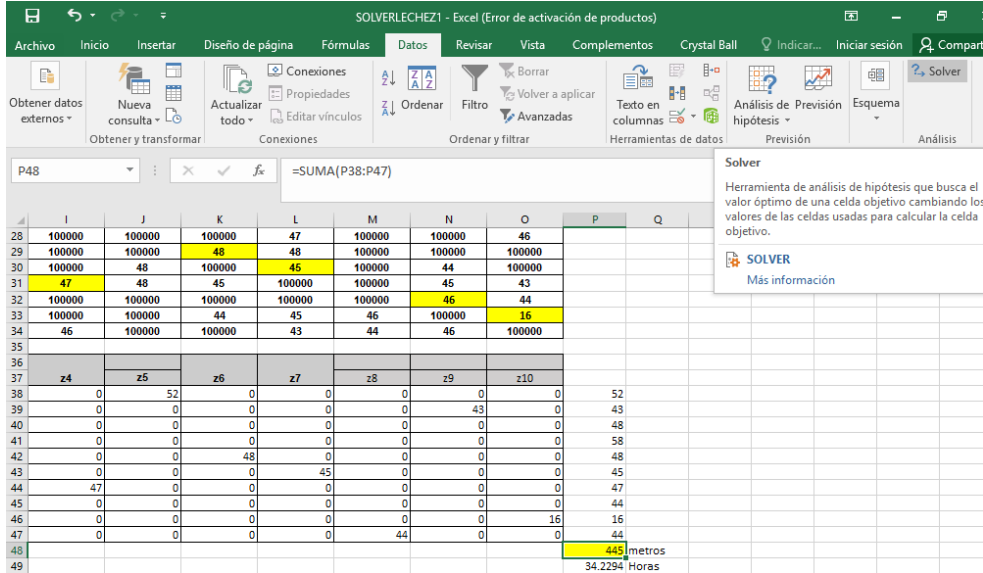 SOLVERLECHEZ1 - Excel (Error de activación de productos)
Archivo Inicio Insertar Diseño de página Fórmulas Datos Revisar Vista Complementos Crystal Ball Indicar... Iniciar sesión Compart
Obtener datos externos
Nueva consulta
Obtener y transformar
Actualizar todo
Conexiones
Propiedades
Editar vínculos
Conexiones
Ordenar
Filtro
Borrar
Volver a aplicar
Avanzadas
Ordenar y filtrar
Texto en columnas
Herramientas de datos
Análisis de hipótesis
Previsión
Previsión
Esquema
Solver
Análisis
P48 fx =SUMA(P38:P47)
Solver
Herramienta de análisis de hipótesis que busca el
valor óptimo de una celda objetivo cambiando los
valores de las celdas usadas para calcular la celda
objetivo.
SOLVER
Más información
I J K L M N O P Q
28 100000 100000 100000 47 100000 100000 46
29 100000 100000 48 48 100000 100000 100000
30 100000 48 100000 45 100000 44 100000
31 47 48 45 100000 100000 45 43
32 100000 100000 100000 100000 100000 46 44
33 100000 100000 44 45 46 100000 16
34 46 100000 100000 43 44 46 100000
35
36
37 z4 z5 z6 z7 z8 z9 z10
38 0 52 0 0 0 0 0 52
39 0 0 0 0 0 43 0 43
40 0 0 0 0 0 0 0 48
41 0 0 0 0 0 0 0 58
42 0 0 48 0 0 0 0 48
43 0 0 0 45 0 0 0 45
44 47 0 0 0 0 0 0 47
45 0 0 0 0 0 0 0 44
46 0 0 0 0 0 0 16 16
47 0 0 0 0 44 0 0 44
48 445 metros
49 34.2294 Horas